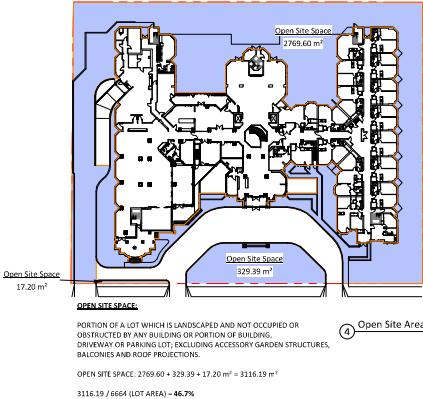 Open Site Space
2769.60 m²
Open Site Space
329.39 m²
Open Site Space
17.20 m²
OPEN SITE SPACE:
4 Open Site Area
PORTION OF A LOT WHICH IS LANDSCAPED AND NOT OCCUPIED OR
OBSTRUCTED BY ANY BUILDING OR PORTION OF BUILDING,
DRIVEWAY OR PARKING LOT; EXCLUDING ACCESSORY GARDEN STRUCTURES,
BALCONIES AND ROOF PROJECTIONS.
OPEN SITE SPACE: 2769.60 + 329.39 + 17.20 m² = 3116.19 m²
3116.19 / 6664 (LOT AREA) = 46.7%